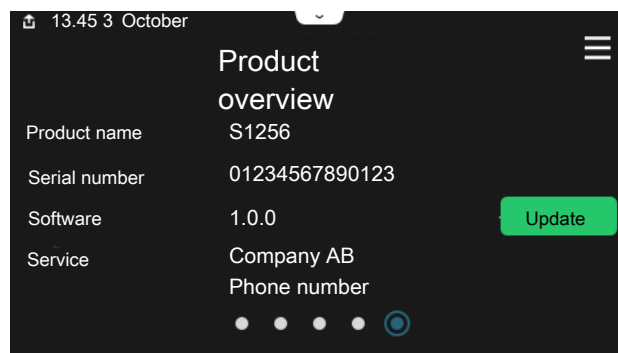 13.45 3 October
Product
overview
Product name S1256
Serial number 01234567890123
Software 1.0.0 Update
Service Company AB
Phone number